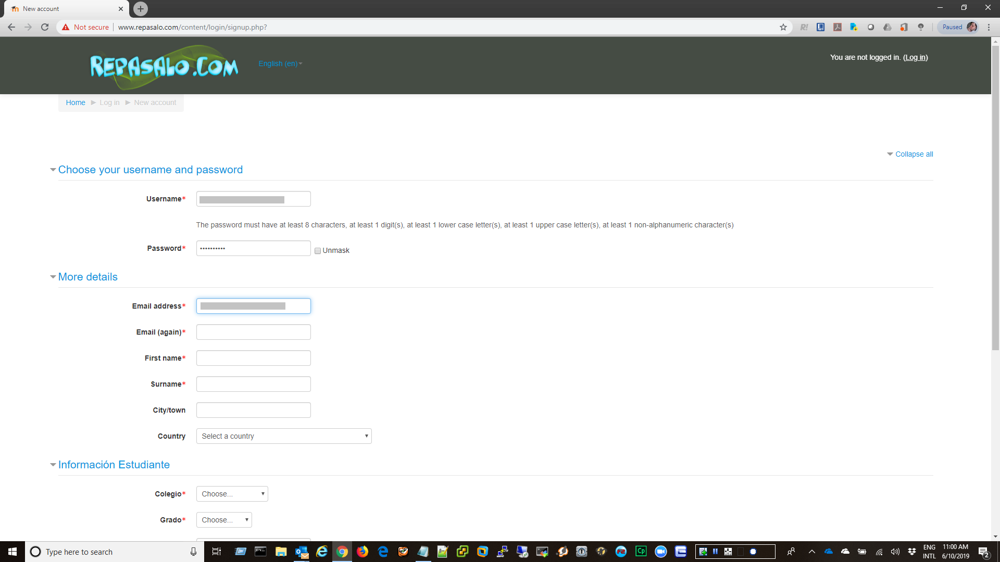 New account
Not secure
www.repasalo.com/content/login/signup.php?
R!
Paused
REPASALO.COM
English (en)
You are not logged in. (Log in)
Home ► Log in ► New account
Collapse all
Choose your username and password
Username*
The password must have at least 8 characters, at least 1 digit(s), at least 1 lower case letter(s), at least 1 upper case letter(s), at least 1 non-alphanumeric character(s)
Password*
•••••••••• Unmask
More details
Email address*
Email (again)*
First name*
Surname*
City/town
Country Select a country
Información Estudiante
Colegio* Choose...
Grado* Choose...
Type here to search
Cp
ENG 11:00 AM
INTL 6/10/2019
2